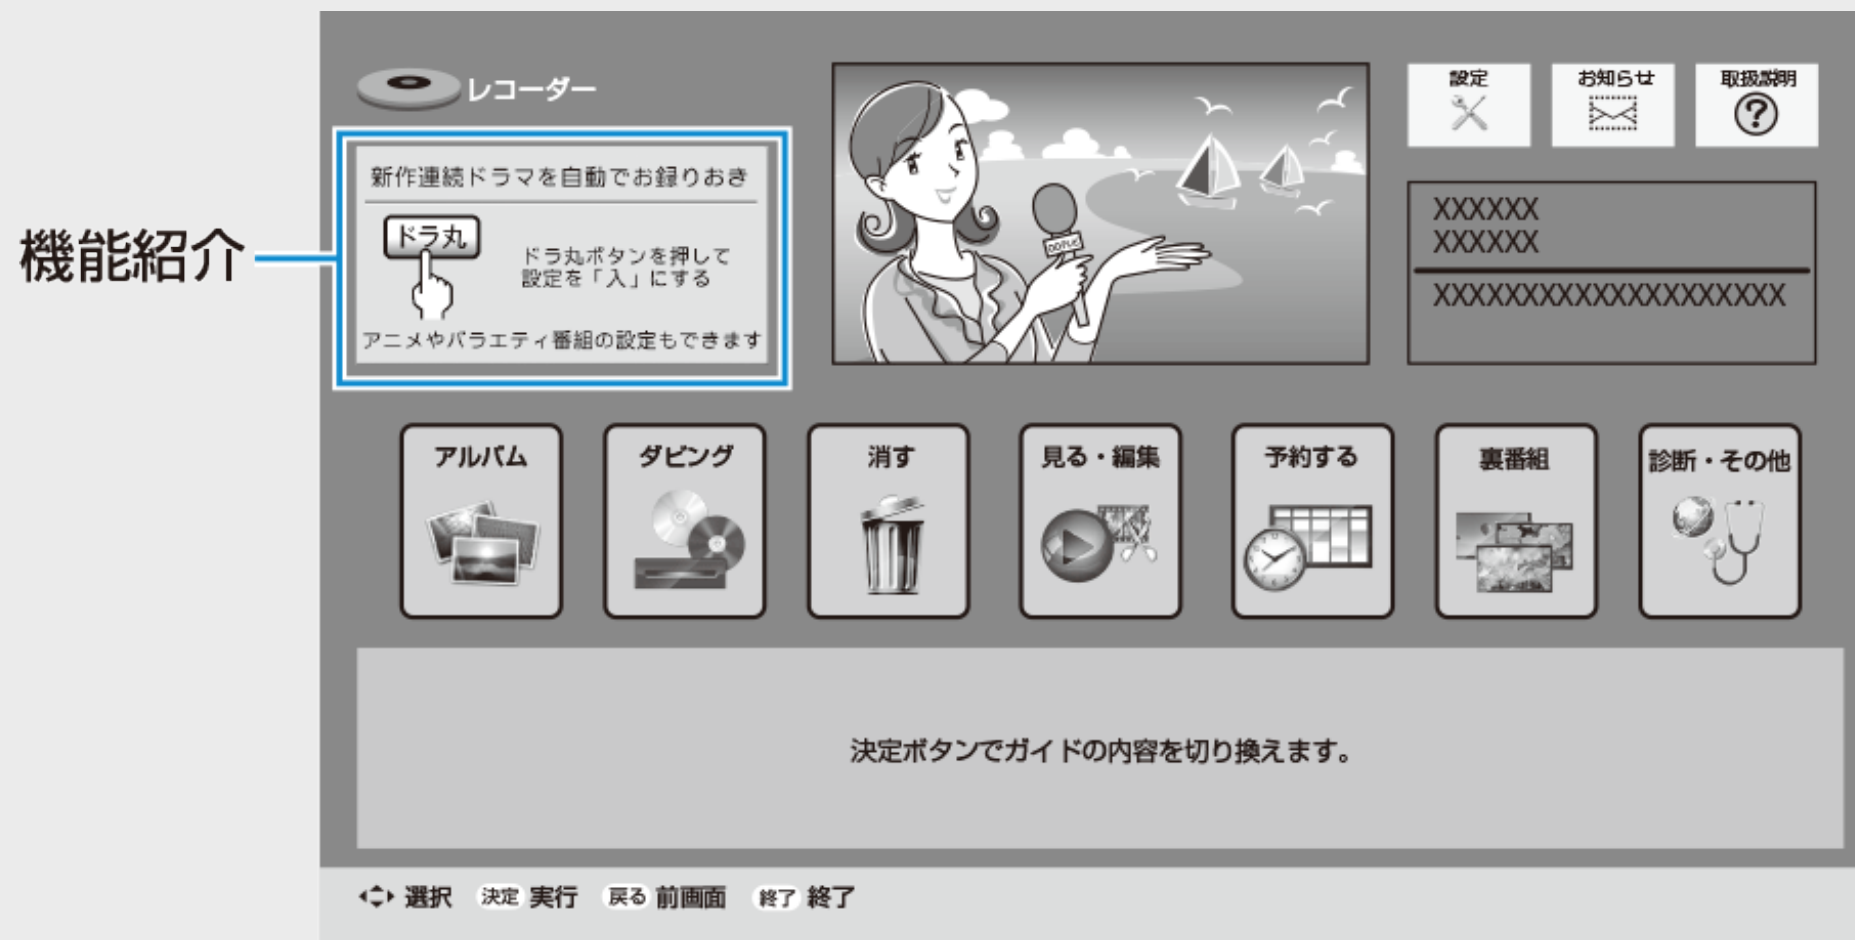 機能紹介
レコーダー
新作連続ドラマを自動でお録りおき
ドラ丸
ドラ丸ボタンを押して
設定を「入」にする
アニメやバラエティ番組の設定もできます
設定
お知らせ
取扱説明
XXXXXX
XXXXXX
XXXXXXXXXXXXXXXXXXXX
アルバム
ダビング
消す
見る・編集
予約する
裏番組
診断・その他
決定ボタンでガイドの内容を切り換えます。
選択 決定 実行 戻る 前画面 終了 終了